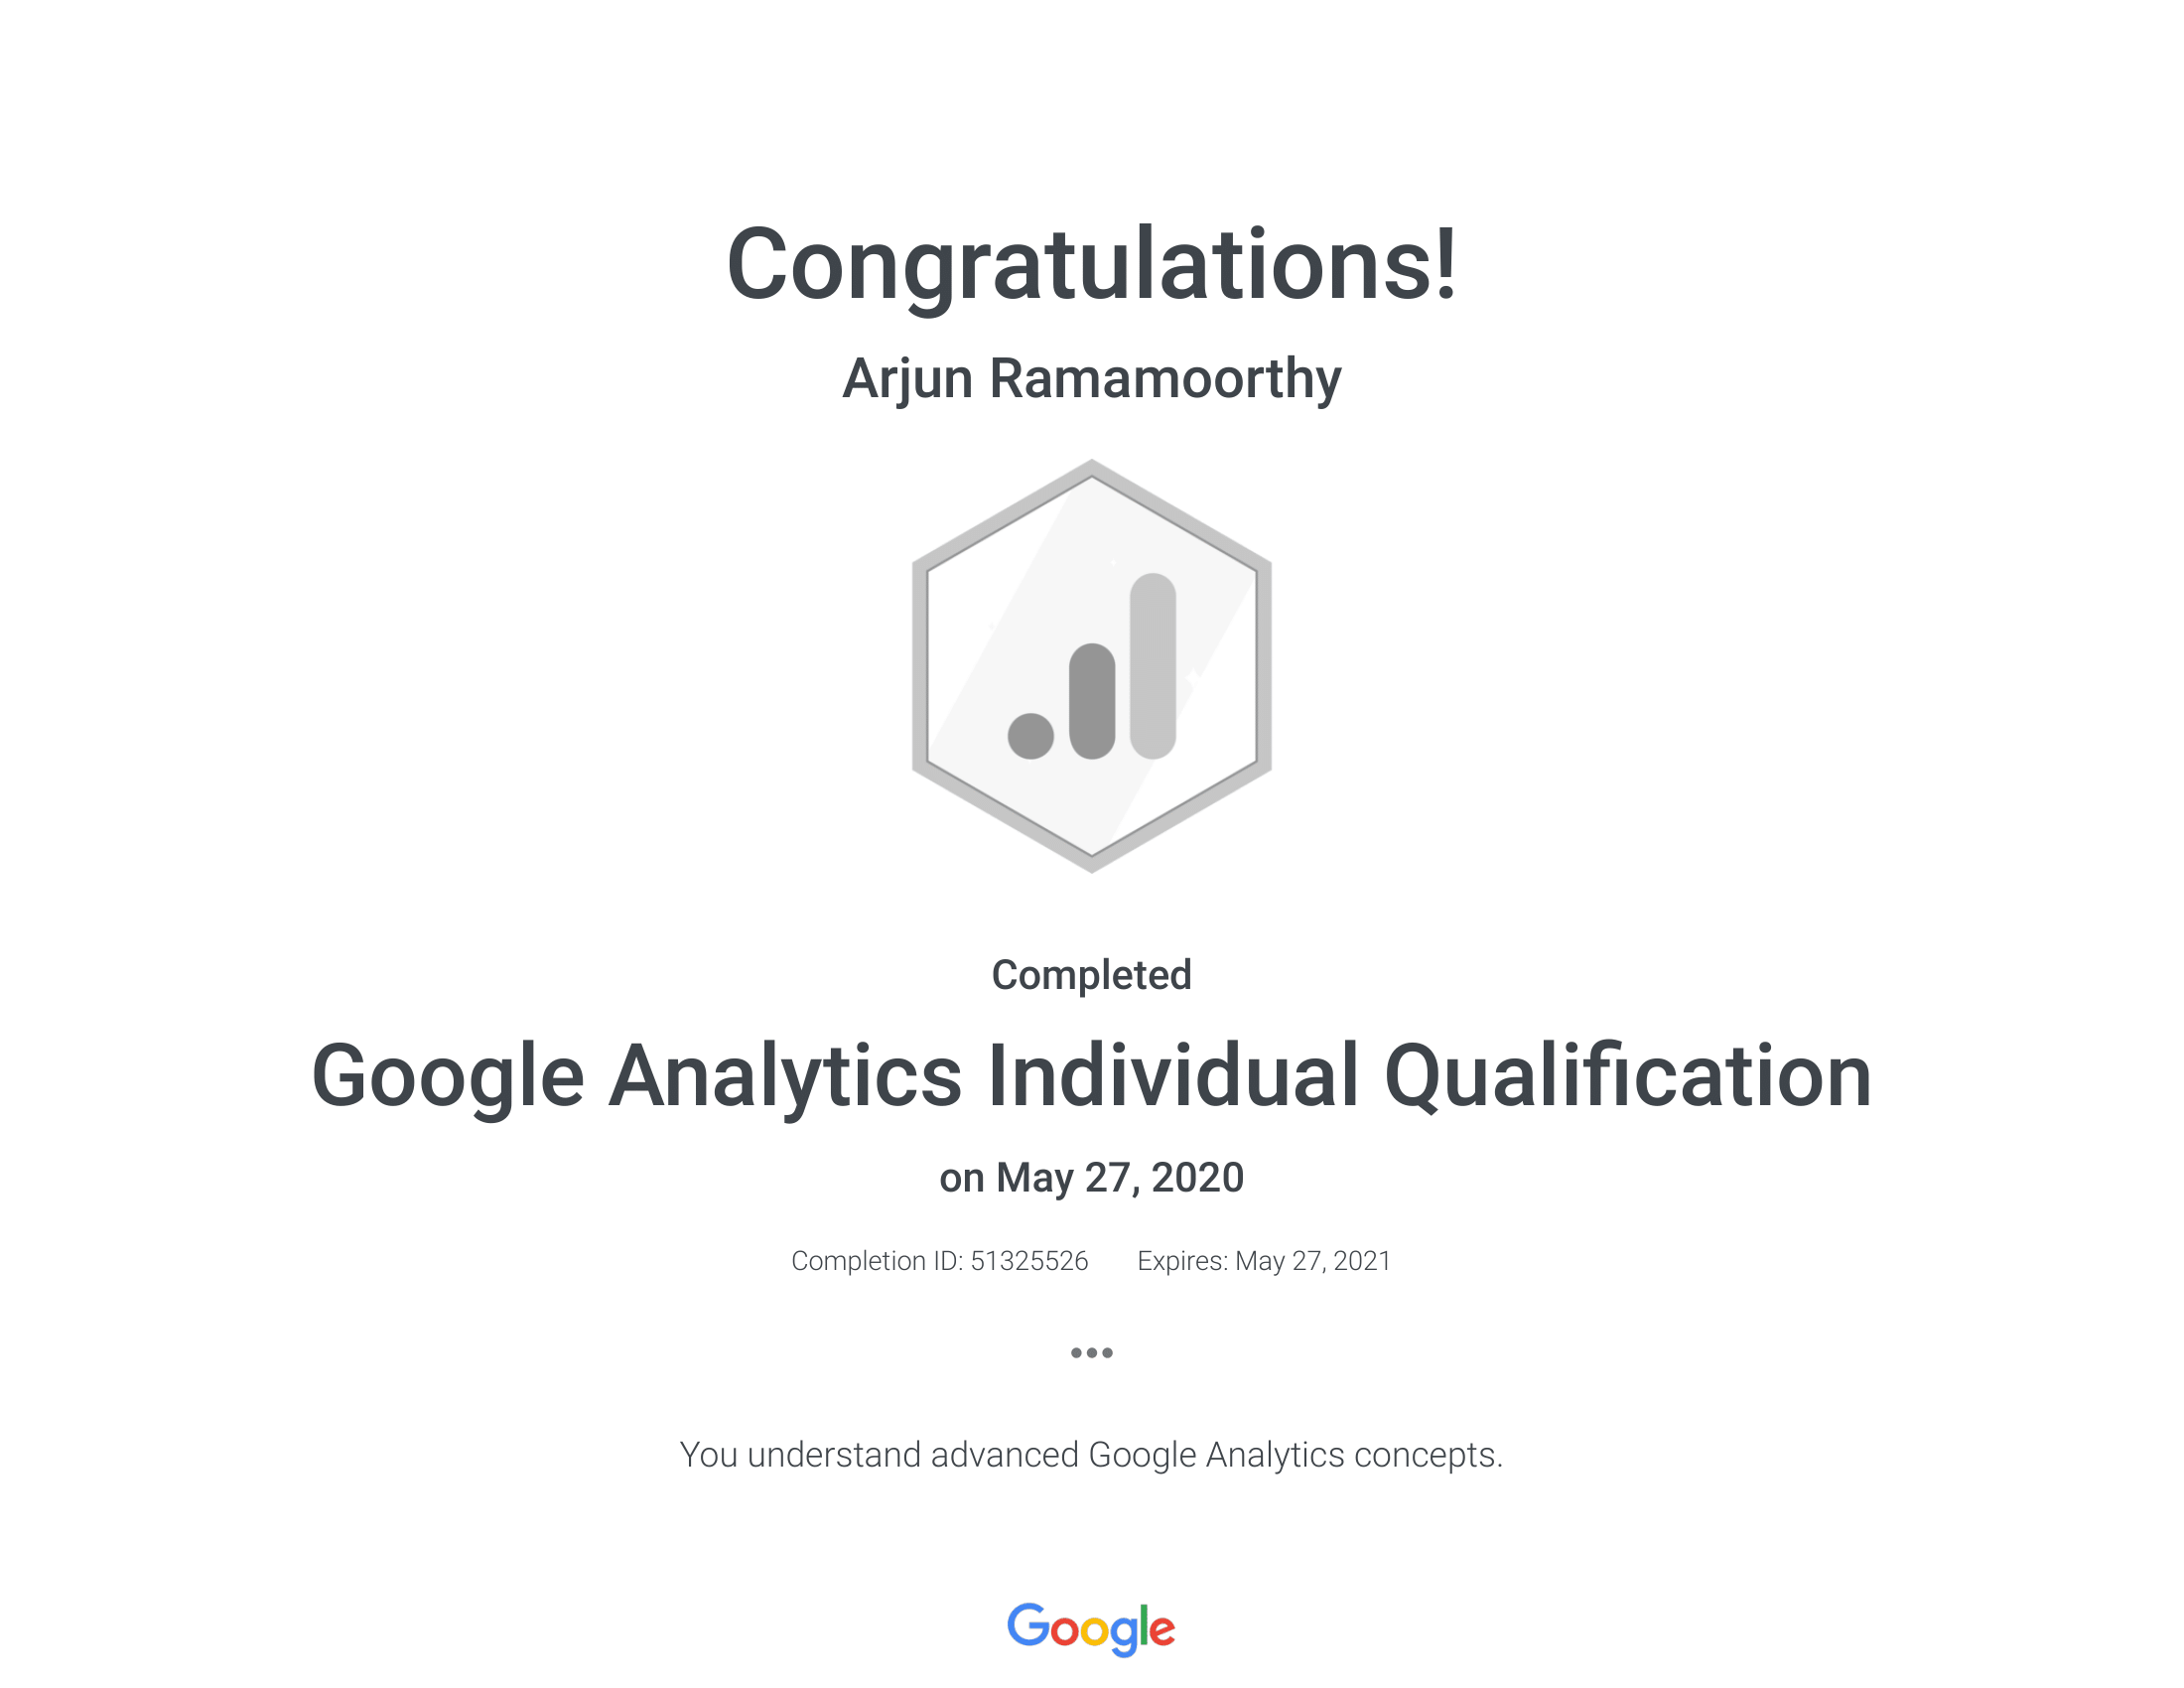 Congratulations!
Arjun Ramamoorthy
Completed
Google Analytics Individual Qualification
on May 27, 2020
Completion ID: 51325526 Expires: May 27, 2021
You understand advanced Google Analytics concepts.
Google